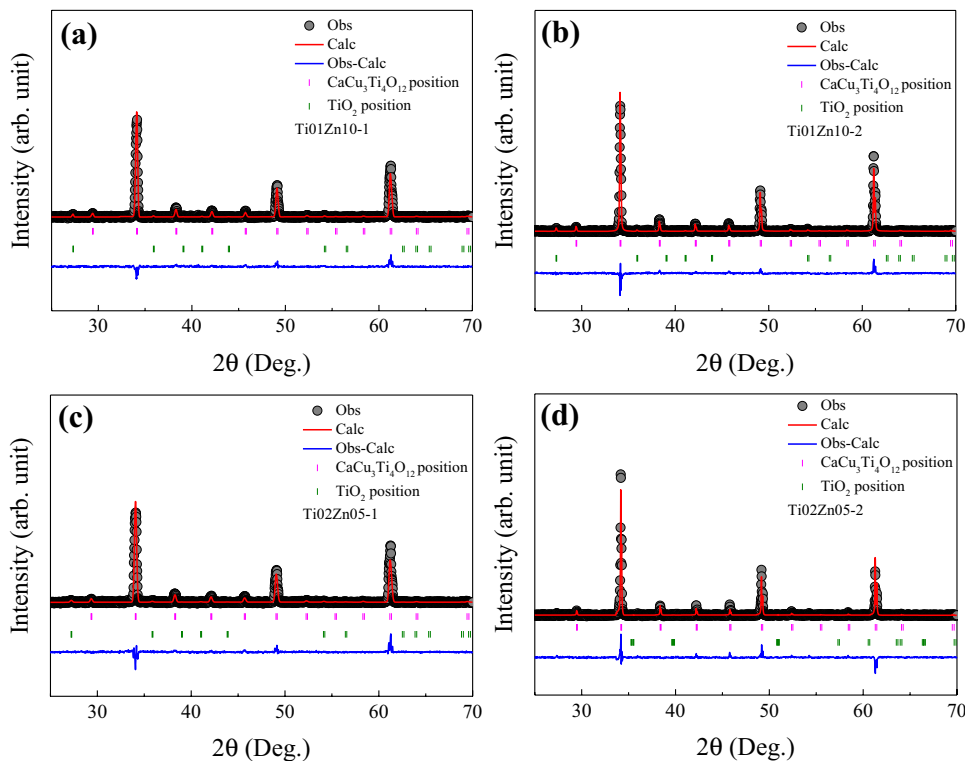 (a)
Obs
Calc
Obs-Calc
CaCu₃Ti₄O₁₂ position
TiO₂ position
Ti01Zn10-1
Intensity (arb. unit)
30 40 50 60 70
2θ (Deg.)
(b)
Obs
Calc
Obs-Calc
CaCu₃Ti₄O₁₂ position
TiO₂ position
Ti01Zn10-2
Intensity (arb. unit)
30 40 50 60 70
2θ (Deg.)
(c)
Obs
Calc
Obs-Calc
CaCu₃Ti₄O₁₂ position
TiO₂ position
Ti02Zn05-1
Intensity (arb. unit)
30 40 50 60 70
2θ (Deg.)
(d)
Obs
Calc
Obs-Calc
CaCu₃Ti₄O₁₂ position
TiO₂ position
Ti02Zn05-2
Intensity (arb. unit)
30 40 50 60 70
2θ (Deg.)